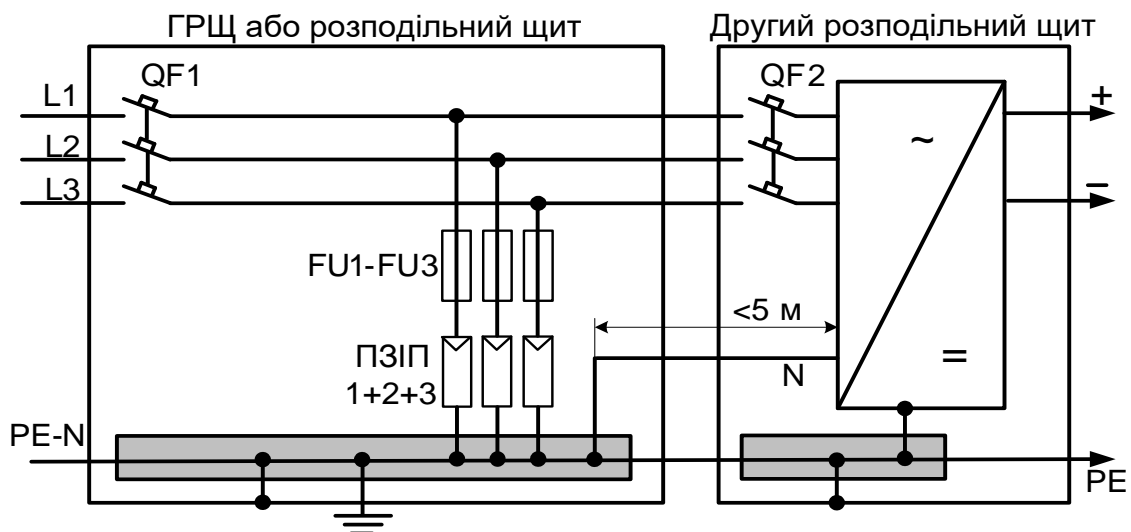 ГРЩ або розподільний щит
Другий розподільний щит
QF1
QF2
L1
L2
L3
+
~
–
FU1-FU3
<5 м
ПЗІП
1+2+3
N
=
PE-N
PE